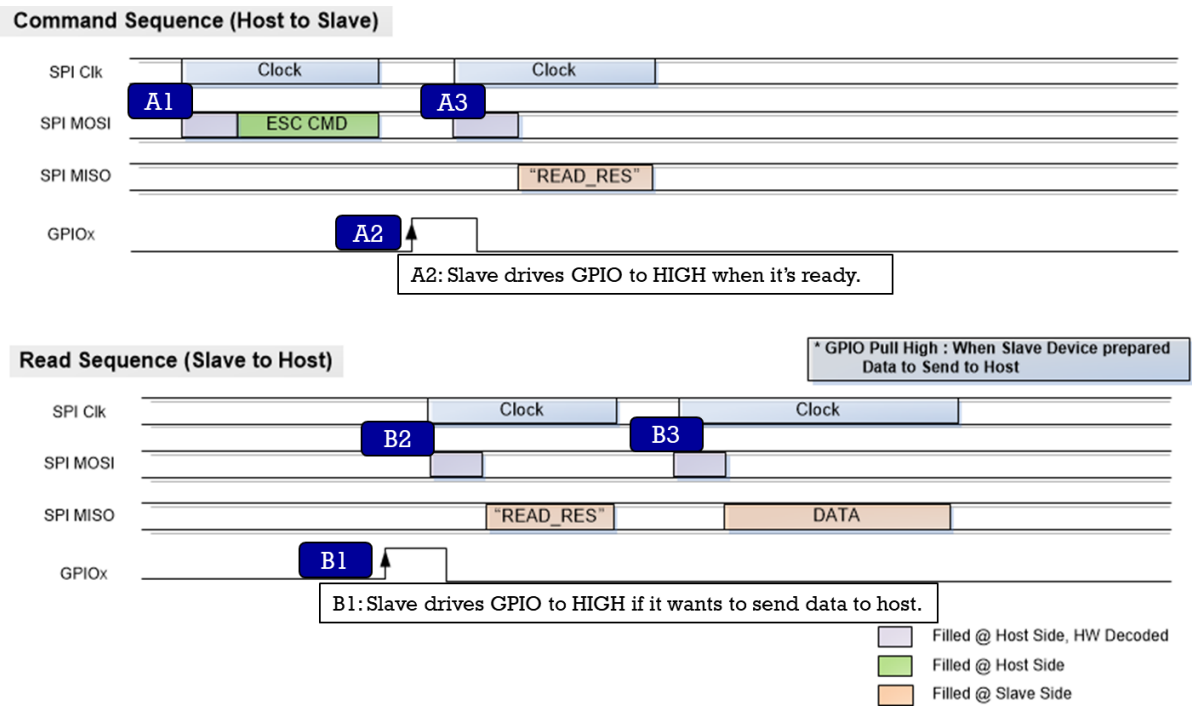 Command Sequence (Host to Slave)
SPI Clk
Clock
Clock
A1
A3
SPI MOSI
ESC CMD
SPI MISO
“READ_RES”
GPIOx
A2
A2: Slave drives GPIO to HIGH when it’s ready.
Read Sequence (Slave to Host)
* GPIO Pull High : When Slave Device prepared
Data to Send to Host
SPI Clk
Clock
Clock
B2
B3
SPI MOSI
SPI MISO
“READ_RES”
DATA
GPIOx
B1
B1: Slave drives GPIO to HIGH if it wants to send data to host.
Filled @ Host Side, HW Decoded
Filled @ Host Side
Filled @ Slave Side